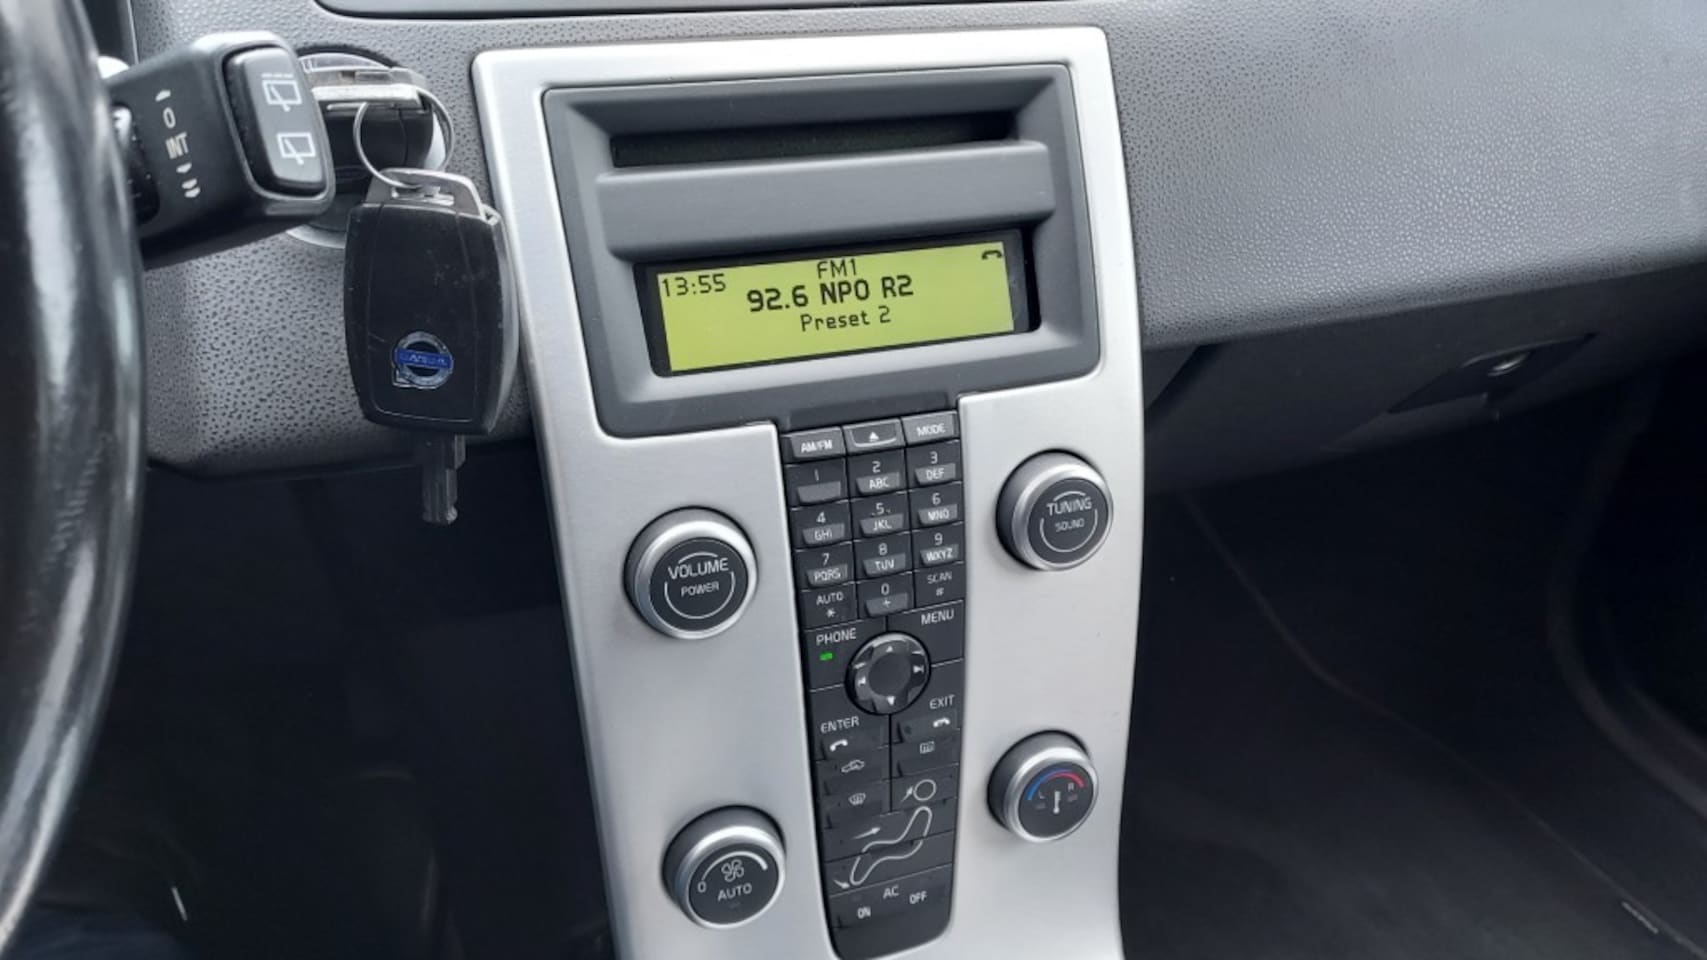 0
INT
13:55
FM1
92.6 NPO R2
Preset 2
AM/FM
MODE
1
2
ABC
3
DEF
4
GHI
5
JKL
6
MNO
7
PQRS
8
TUV
9
WXYZ
AUTO
*
0
+
SCAN
#
VOLUME
POWER
TUNING
SOUND
PHONE
MENU
ENTER
EXIT
L
R
0
AUTO
AC
ON
OFF